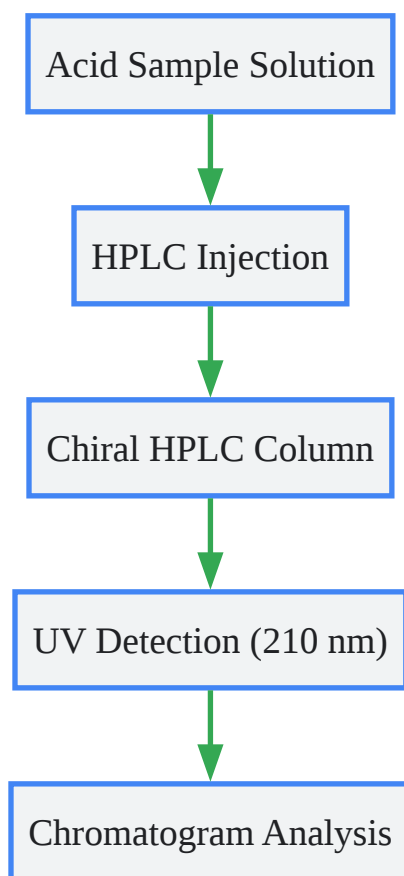 Acid Sample Solution
HPLC Injection
Chiral HPLC Column
UV Detection (210 nm)
Chromatogram Analysis